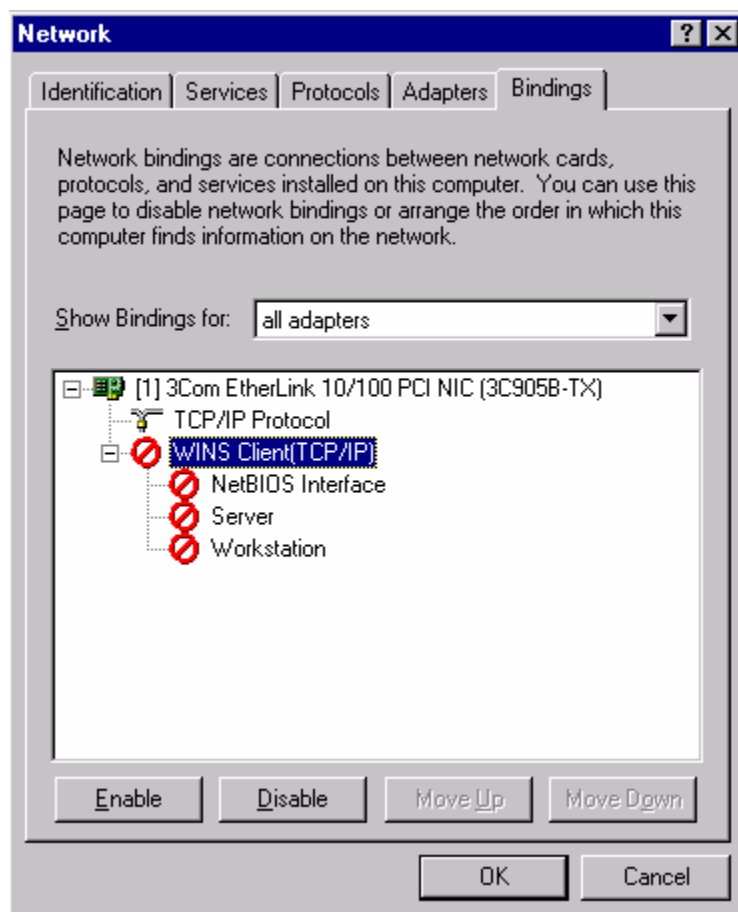 Network
Identification Services Protocols Adapters Bindings
Network bindings are connections between network cards,
protocols, and services installed on this computer. You can use this
page to disable network bindings or arrange the order in which this
computer finds information on the network.
Show Bindings for: all adapters
[1] 3Com EtherLink 10/100 PCI NIC (3C905B-TX)
TCP/IP Protocol
WINS Client(TCP/IP)
NetBIOS Interface
Server
Workstation
Enable Disable Move Up Move Down
OK Cancel